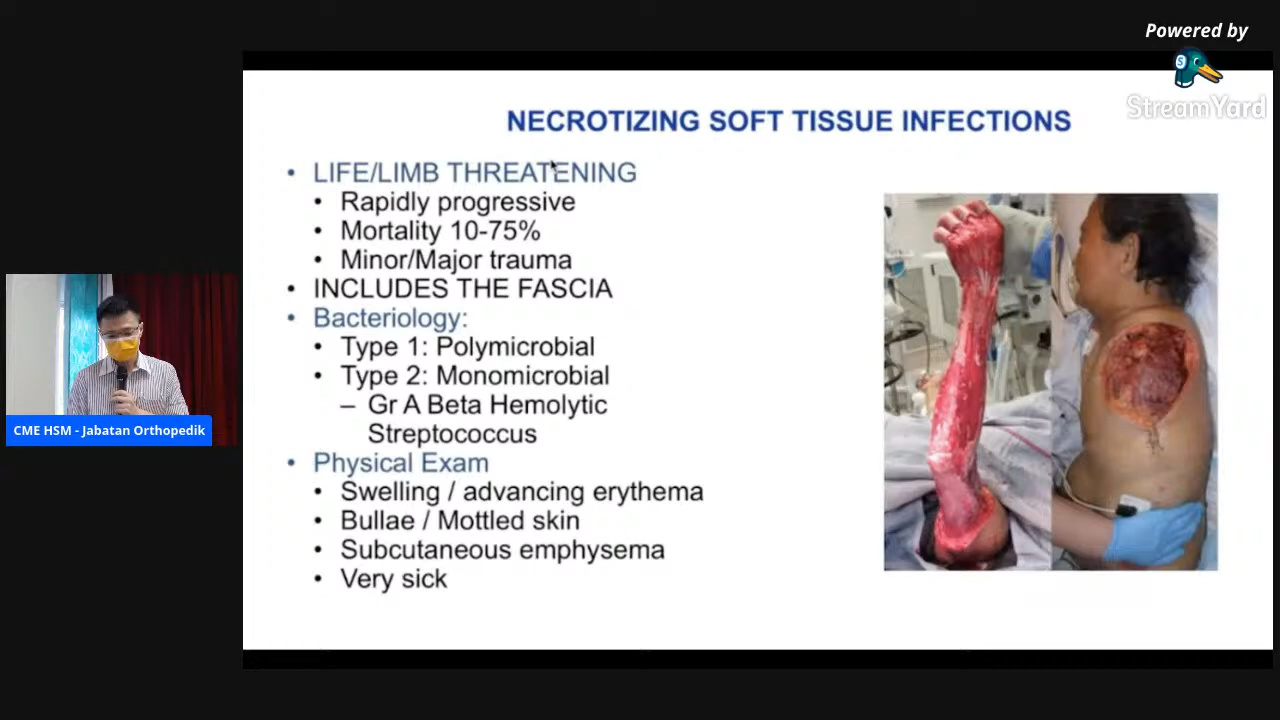 Powered by
StreamYard
NECROTIZING SOFT TISSUE INFECTIONS
• LIFE/LIMB THREATENING
• Rapidly progressive
• Mortality 10-75%
• Minor/Major trauma
• INCLUDES THE FASCIA
• Bacteriology:
• Type 1: Polymicrobial
• Type 2: Monomicrobial
– Gr A Beta Hemolytic
Streptococcus
• Physical Exam
• Swelling / advancing erythema
• Bullae / Mottled skin
• Subcutaneous emphysema
• Very sick
CME HSM - Jabatan Orthopedik